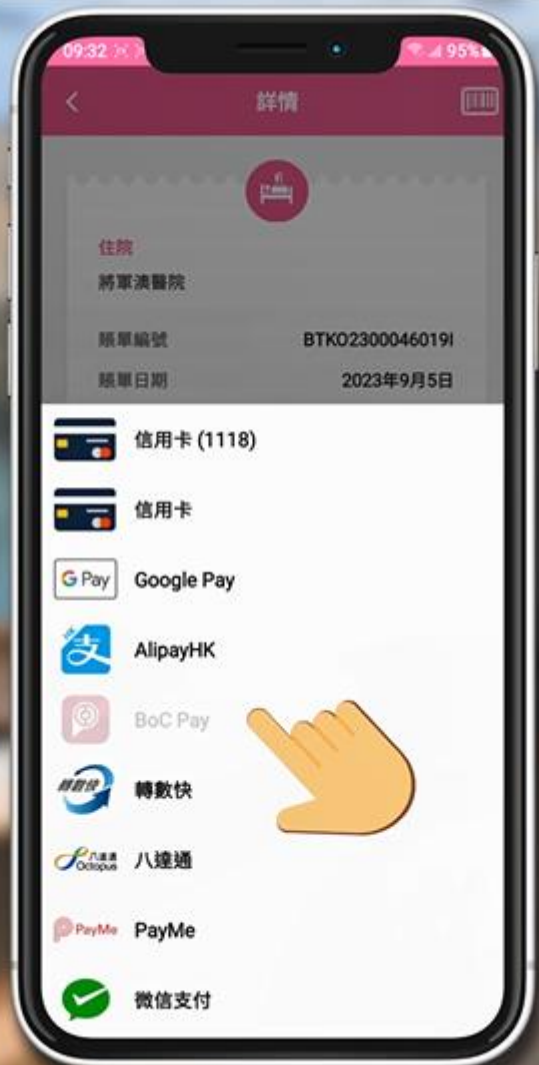 09:32
95%
詳情
住院
將軍澳醫院
賬單編號 BTKO2300046019I
賬單日期 2023年9月5日
信用卡 (1118)
信用卡
G Pay Google Pay
支 AlipayHK
BoC Pay
轉數快 轉數快
八達通 Octopus 八達通
PayMe PayMe
微信支付